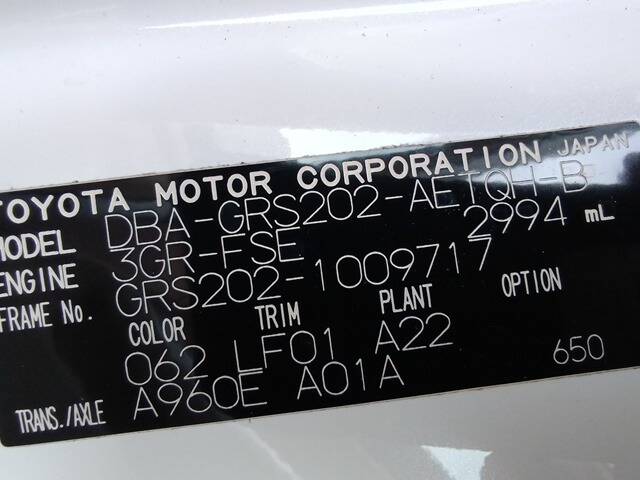 TOYOTA MOTOR CORPORATION JAPAN
MODEL DBA-GRS202-AETQH-B
ENGINE 3GR-FSE 2994 mL
FRAME No. GRS202-1009717
COLOR TRIM PLANT OPTION
062 LF01 A22
TRANS./AXLE A960E A01A 650